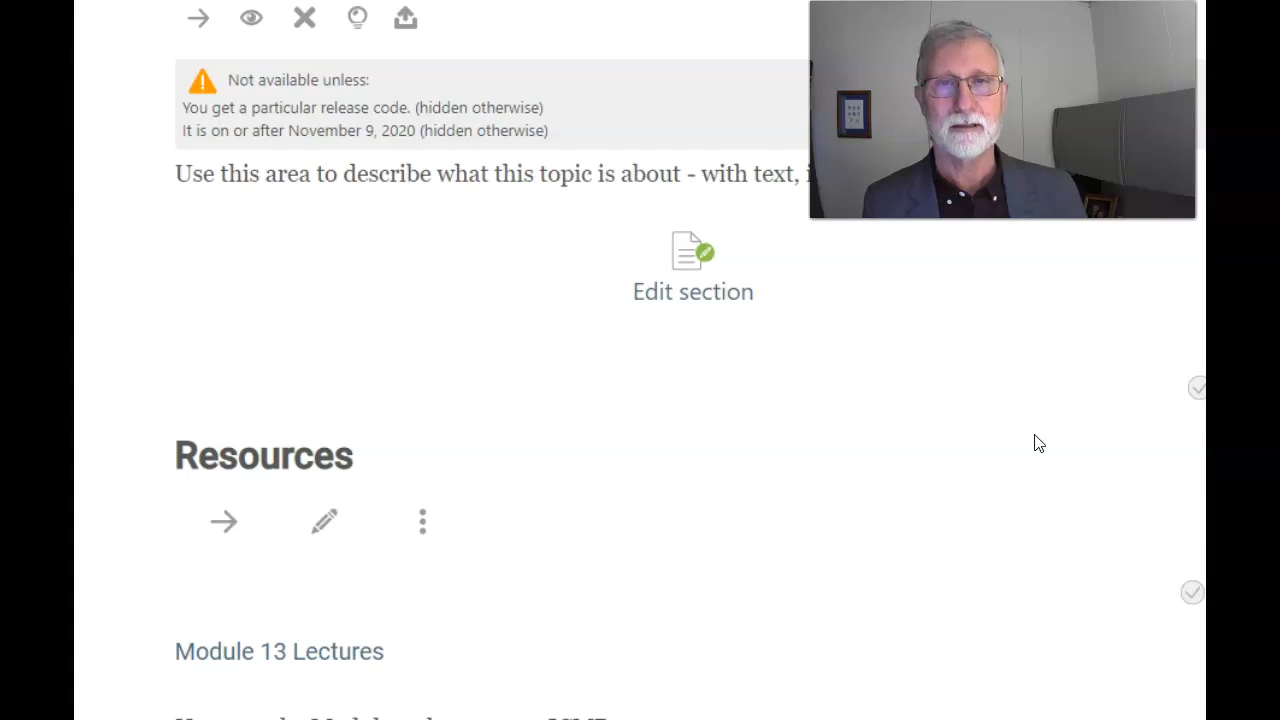 Not available unless:
You get a particular release code. (hidden otherwise)
It is on or after November 9, 2020 (hidden otherwise)
Use this area to describe what this topic is about - with text,
Edit section
Resources
Module 13 Lectures